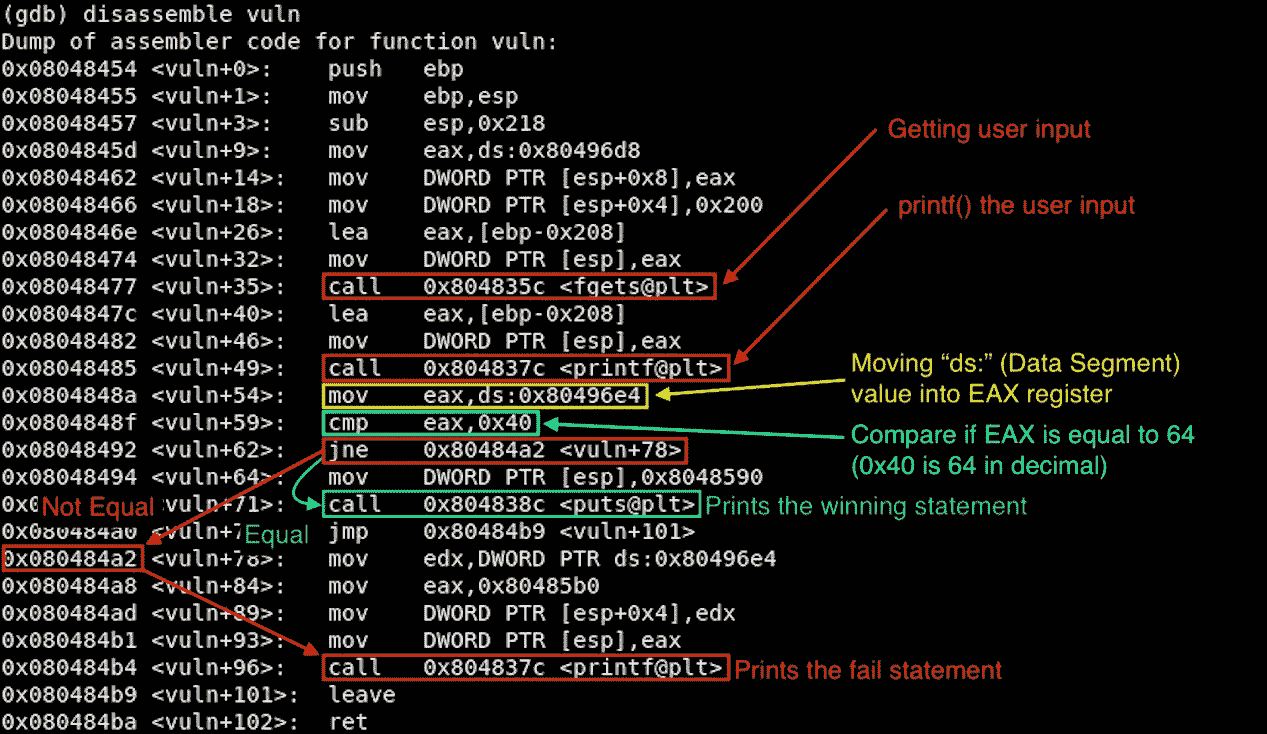 (gdb) disassemble vuln
Dump of assembler code for function vuln:
0x08048454 <vuln+0>: push ebp
0x08048455 <vuln+1>: mov ebp,esp
0x08048457 <vuln+3>: sub esp,0x218
0x0804845d <vuln+9>: mov eax,ds:0x80496d8
0x08048462 <vuln+14>: mov DWORD PTR [esp+0x8],eax
0x08048466 <vuln+18>: mov DWORD PTR [esp+0x4],0x200
0x0804846e <vuln+26>: lea eax,[ebp-0x208]
0x08048474 <vuln+32>: mov DWORD PTR [esp],eax
0x08048477 <vuln+35>: call 0x804835c <fgets@plt>
0x0804847c <vuln+40>: lea eax,[ebp-0x208]
0x08048482 <vuln+46>: mov DWORD PTR [esp],eax
0x08048485 <vuln+49>: call 0x804837c <printf@plt>
0x0804848a <vuln+54>: mov eax,ds:0x80496e4
0x0804848f <vuln+59>: cmp eax,0x40
0x08048492 <vuln+62>: jne 0x80484a2 <vuln+78>
0x08048494 <vuln+64>: mov DWORD PTR [esp],0x8048590
<vuln+71>: call 0x804838c <puts@plt>
0x080484a0 jmp 0x80484b9 <vuln+101>
0x080484a2 <vuln+78>: mov edx,DWORD PTR ds:0x80496e4
0x080484a8 <vuln+84>: mov eax,0x80485b0
0x080484ad <vuln+89>: mov DWORD PTR [esp+0x4],edx
0x080484b1 <vuln+93>: mov DWORD PTR [esp],eax
0x080484b4 <vuln+96>: call 0x804837c <printf@plt>
0x080484b9 <vuln+101>: leave
0x080484ba <vuln+102>: ret
Getting user input
printf() the user input
Moving “ds:” (Data Segment)
value into EAX register
Compare if EAX is equal to 64
(0x40 is 64 in decimal)
Not Equal
Equal
Prints the winning statement
Prints the fail statement